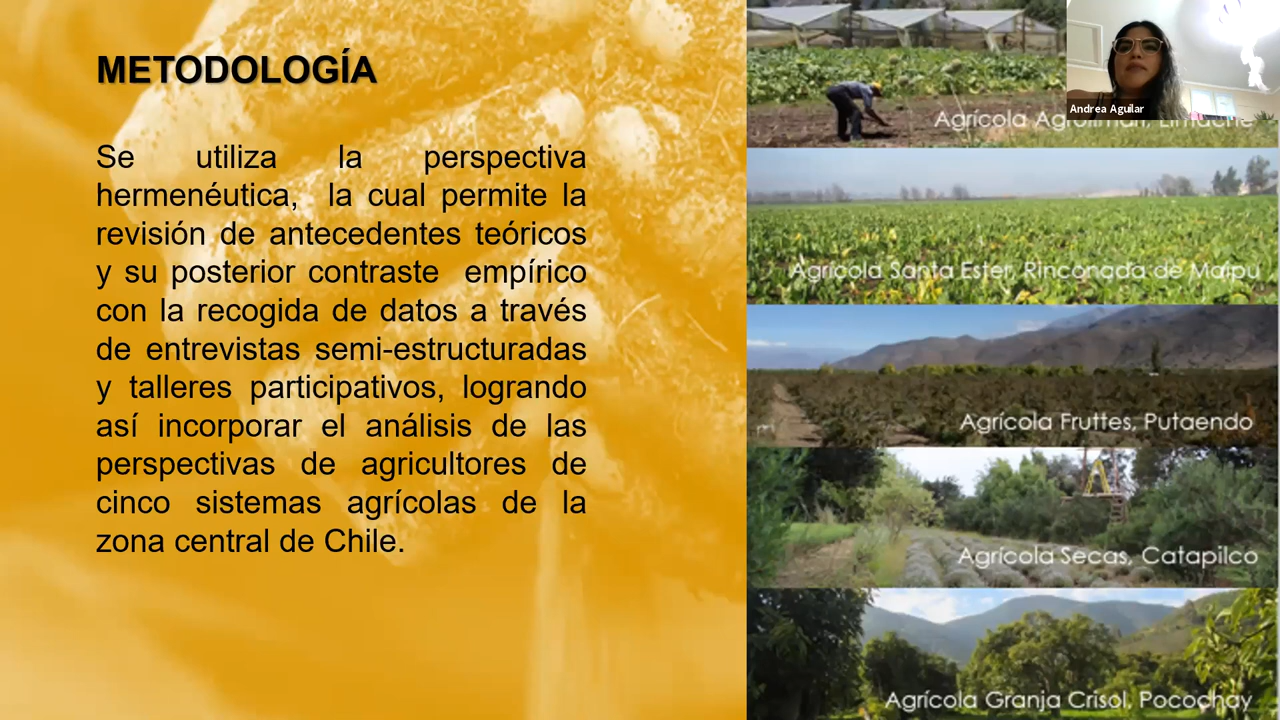 METODOLOGÍA
Se utiliza la perspectiva
hermenéutica, la cual permite la
revisión de antecedentes teóricos
y su posterior contraste empírico
con la recogida de datos a través
de entrevistas semi-estructuradas
y talleres participativos, logrando
así incorporar el análisis de las
perspectivas de agricultores de
cinco sistemas agrícolas de la
zona central de Chile.
Andrea Aguilar
Agrícola
Agrícola Santa Ester, Rinconada de Maipu
Agrícola Fruttes, Putaendo
Agrícola Secas, Catapilco
Agrícola Granja Crisol, Pocochay